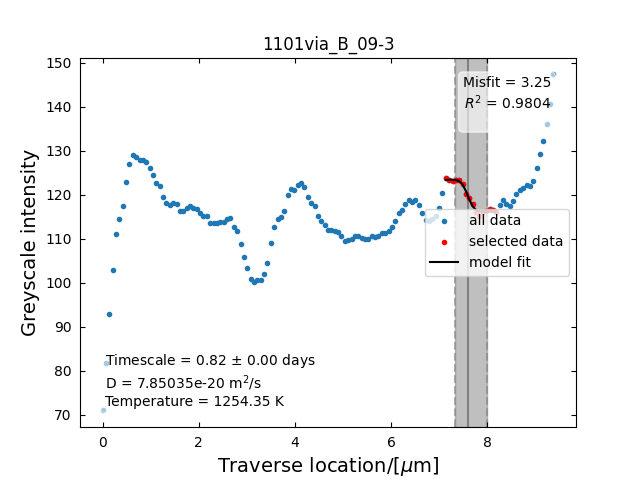 1101via_B_09-3
Misfit = 3.25
R² = 0.9804
150
140
130
120
110
100
90
80
70
Greyscale intensity
all data
selected data
model fit
Timescale = 0.82 ± 0.00 days
D = 7.85035e-20 m²/s
Temperature = 1254.35 K
0 2 4 6 8
Traverse location/[μm]